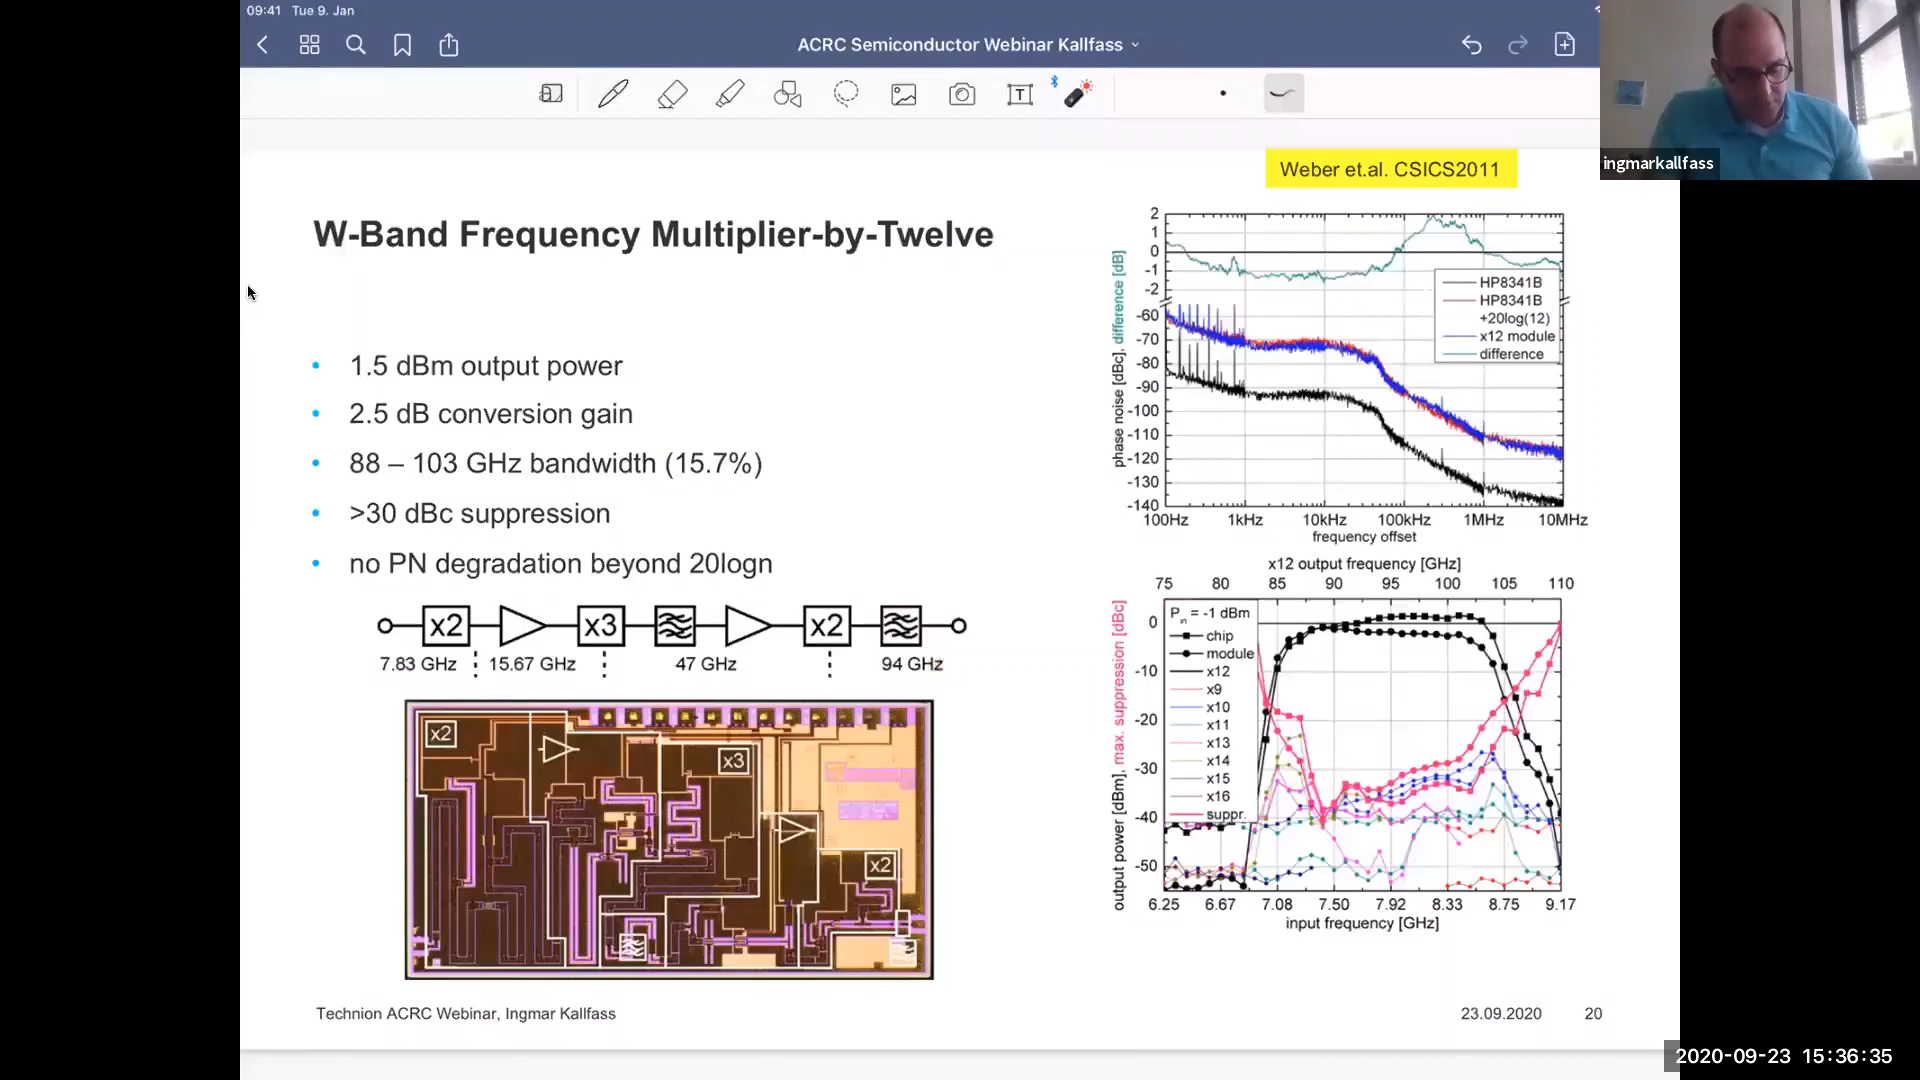 09:41 Tue 9. Jan
ACRC Semiconductor Webinar Kallfass
T
ingmarkallfass
Weber et.al. CSICS2011
W-Band Frequency Multiplier-by-Twelve
• 1.5 dBm output power
• 2.5 dB conversion gain
• 88 – 103 GHz bandwidth (15.7%)
• >30 dBc suppression
• no PN degradation beyond 20logn
x2 x3 x2
7.83 GHz 15.67 GHz 47 GHz 94 GHz
x2
x3
x2
phase noise [dBc], difference [dB]
2
1
0
-1
-2
-60
-70
-80
-90
-100
-110
-120
-130
-140
HP8341B
HP8341B
+20log(12)
x12 module
difference
100Hz 1kHz 10kHz 100kHz 1MHz 10MHz
frequency offset
x12 output frequency [GHz]
75 80 85 90 95 100 105 110
output power [dBm], max. suppression [dBc]
0
-10
-20
-30
-40
-50
Pin = -1 dBm
chip
module
x12
x9
x10
x11
x13
x14
x15
x16
suppr.
6.25 6.67 7.08 7.50 7.92 8.33 8.75 9.17
input frequency [GHz]
Technion ACRC Webinar, Ingmar Kallfass
23.09.2020 20
2020-09-23 15:36:35